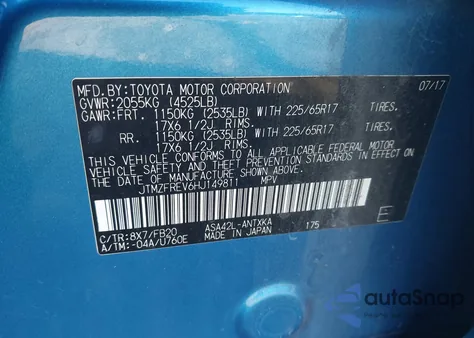 MFD.BY:TOYOTA MOTOR CORPORATION 07/17
GVWR:2055KG (4525LB)
GAWR:FRT. 1150KG (2535LB) WITH 225/65R17 TIRES.
17X6 1/2J RIMS.
RR. 1150KG (2535LB) WITH 225/65R17 TIRES.
17X6 1/2J RIMS.
THIS VEHICLE CONFORMS TO ALL APPLICABLE FEDERAL MOTOR
VEHICLE SAFETY, BUMPER, AND THEFT PREVENTION
STANDARDS IN EFFECT ON THE DATE OF
MANUFACTURE SHOWN ABOVE.
JTMZFREV6HJ149811 MPV
C/TR:8X7/FB20 ASA42L-ANTXKA 175 E
A/TM:-04A/U760E MADE IN JAPAN
autoSnap